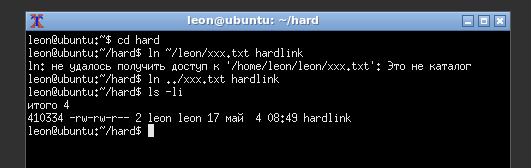 leon@ubuntu: ~/hard
leon@ubuntu:~$ cd hard
leon@ubuntu:~/hard$ ln ~/leon/xxx.txt hardlink
ln: не удалось получить доступ к '/home/leon/leon/xxx.txt': Это не каталог
leon@ubuntu:~/hard$ ln ../xxx.txt hardlink
leon@ubuntu:~/hard$ ls -li
итого 4
410334 -rw-rw-r-- 2 leon leon 17 май  4 08:49 hardlink
leon@ubuntu:~/hard$